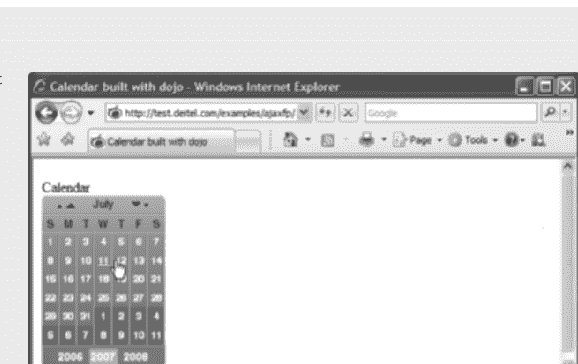 Calendar built with dojo - Windows Internet Explorer
http://test.deitel.com/examples/ajaxfp/
Google
Calendar built with dojo
Page
Tools
Calendar
July
S M T W T F S
1 2 3 4 5 6 7
8 9 10 11 12 13 14
15 16 17 18 19 20 21
22 23 24 25 26 27 28
29 30 31 1 2 3 4
5 6 7 8 9 10 11
2006 2007 2008